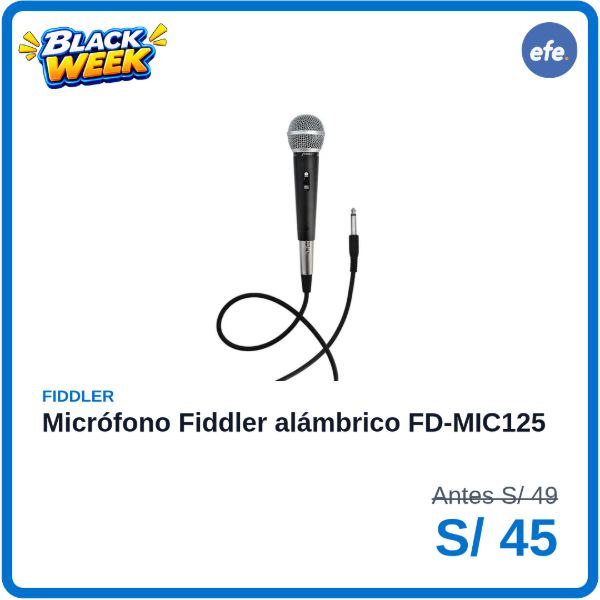 BLACK
WEEK
efe.
FIDDLER
Micrófono Fiddler alámbrico FD-MIC125
Antes S/ 49
S/ 45